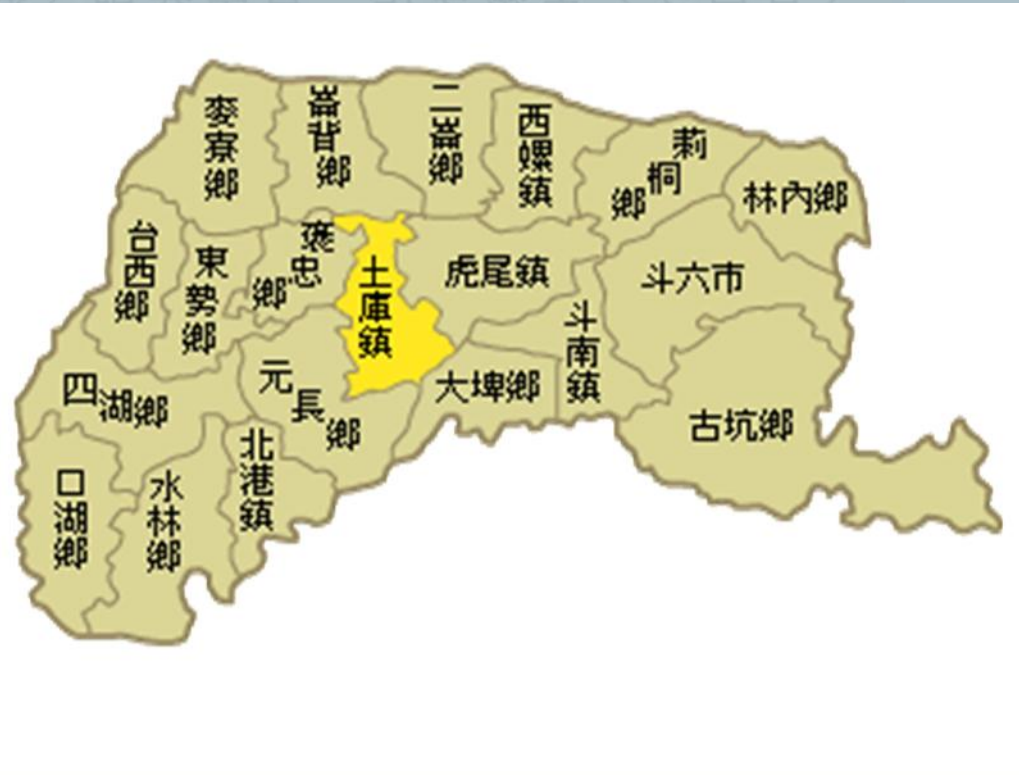 麥寮鄉
崙背鄉
二崙鄉
西螺鎮
莿桐鄉
林內鄉
台西鄉
東勢鄉
褒忠鄉
土庫鎮
虎尾鎮
斗六市
斗南鎮
四湖鄉
元長鄉
大埤鄉
古坑鄉
口湖鄉
水林鄉
北港鎮